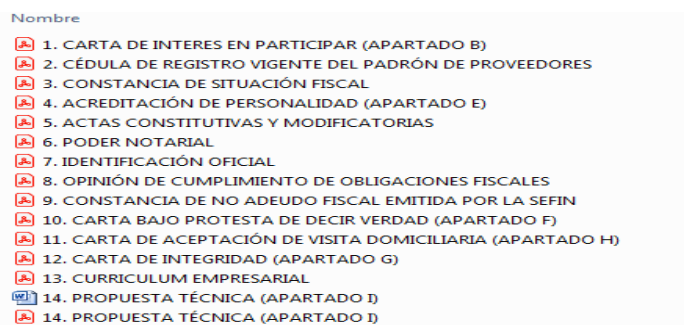 Nombre
1. CARTA DE INTERES EN PARTICIPAR (APARTADO B)
2. CÉDULA DE REGISTRO VIGENTE DEL PADRÓN DE PROVEEDORES
3. CONSTANCIA DE SITUACIÓN FISCAL
4. ACREDITACIÓN DE PERSONALIDAD (APARTADO E)
5. ACTAS CONSTITUTIVAS Y MODIFICATORIAS
6. PODER NOTARIAL
7. IDENTIFICACIÓN OFICIAL
8. OPINIÓN DE CUMPLIMIENTO DE OBLIGACIONES FISCALES
9. CONSTANCIA DE NO ADEUDO FISCAL EMITIDA POR LA SEFIN
10. CARTA BAJO PROTESTA DE DECIR VERDAD (APARTADO F)
11. CARTA DE ACEPTACIÓN DE VISITA DOMICILIARIA (APARTADO H)
12. CARTA DE INTEGRIDAD (APARTADO G)
13. CURRICULUM EMPRESARIAL
14. PROPUESTA TÉCNICA (APARTADO I)
14. PROPUESTA TÉCNICA (APARTADO I)